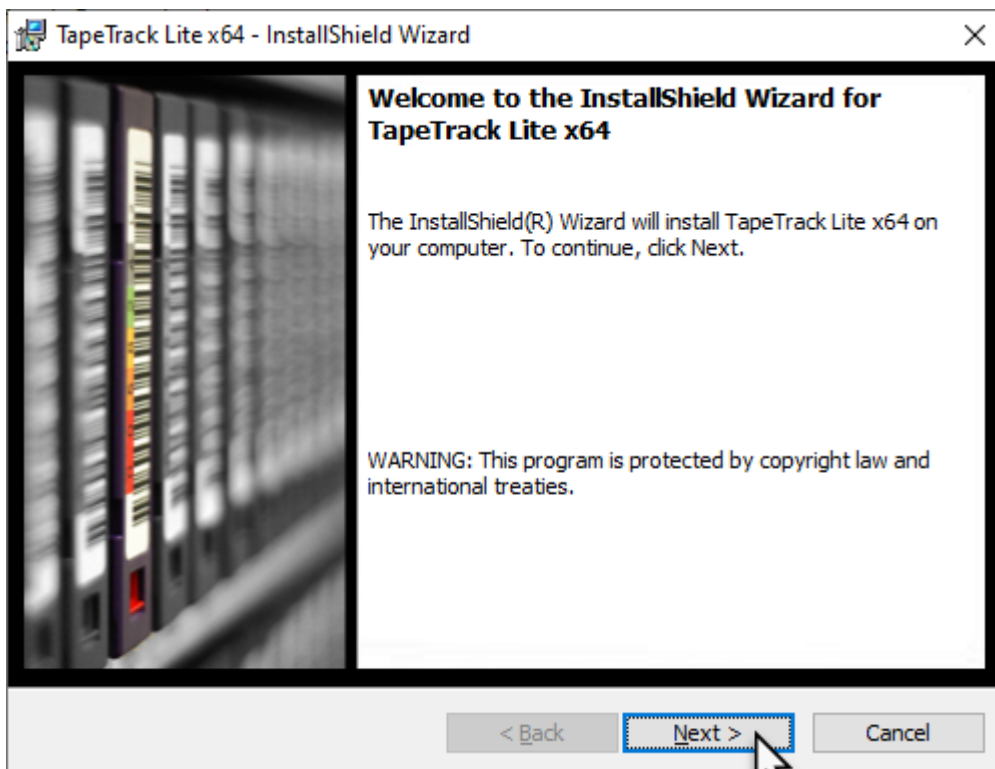 TapeTrack Lite x64 - InstallShield Wizard
Welcome to the InstallShield Wizard for
TapeTrack Lite x64
The InstallShield(R) Wizard will install TapeTrack Lite x64 on
your computer. To continue, click Next.
WARNING: This program is protected by copyright law and
international treaties.
< Back
Next >
Cancel